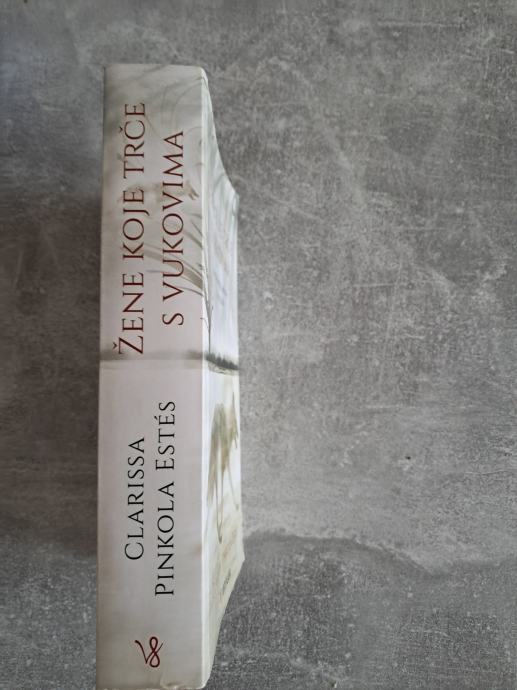 CLARISSA
PINKOLA ESTÉS
ŽENE KOJE TRČE
S VUKOVIMA